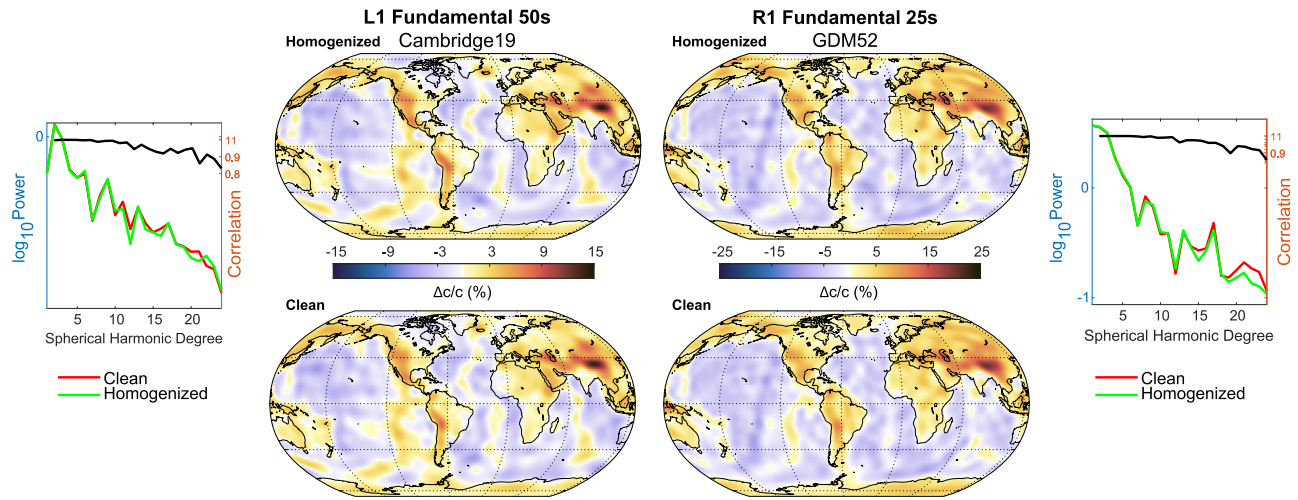 L1 Fundamental 50s
R1 Fundamental 25s
Homogenized
Cambridge19
Homogenized
GDM52
0
11
0.9
0.8
log10Power
Correlation
5
10
15
20
Spherical Harmonic Degree
Clean
Homogenized
-15
-9
-3
3
9
15
Δc/c (%)
-25
-15
-5
5
15
25
Δc/c (%)
Clean
Clean
11
0.9
0
-1
log10Power
Correlation
5
10
15
20
Spherical Harmonic Degree
Clean
Homogenized